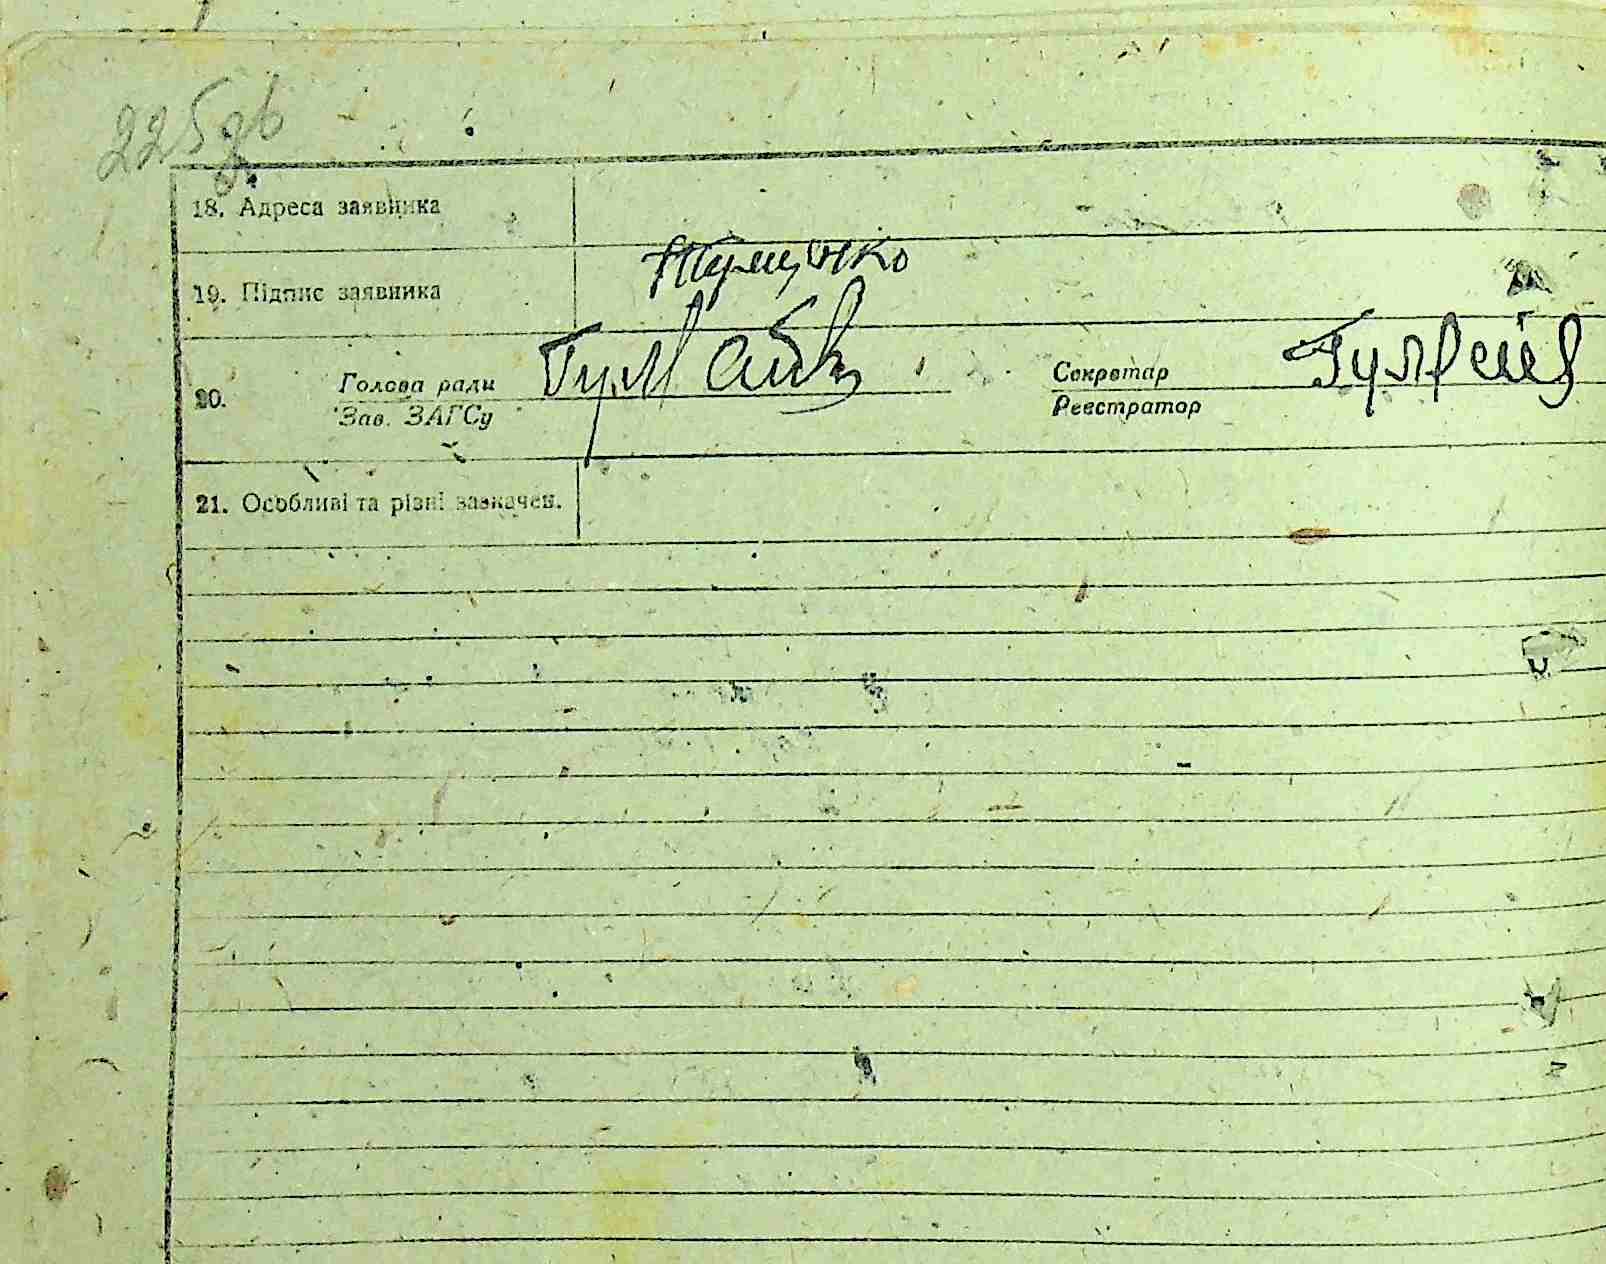 225зв
18. Адреса заявника
19. Підпис заявника
20. Голова ради
Зав. ЗАГСу
Секретар
Реєстратор
21. Особливі та різні зазначен.